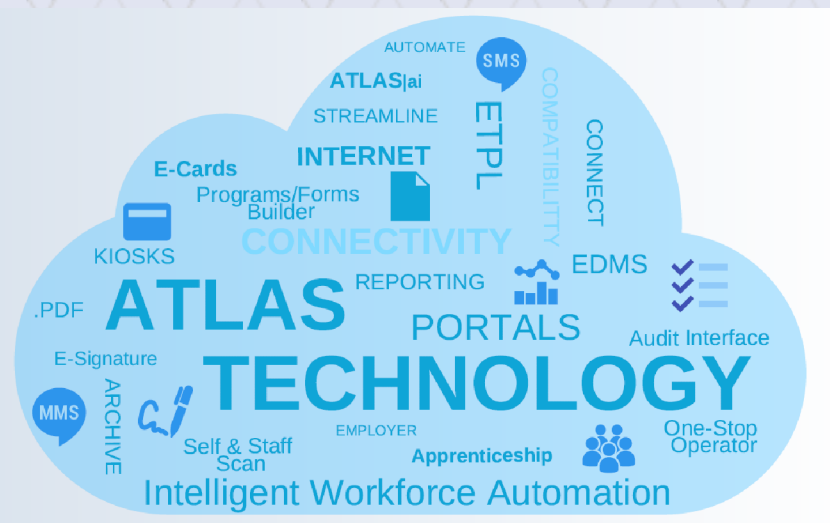 AUTOMATE
SMS
ATLAS|ai
STREAMLINE
ETPL
COMPATIBILITTY
CONNECT
INTERNET
E-Cards
Programs/Forms
Builder
CONNECTIVITY
KIOSKS
EDMS
REPORTING
ATLAS
.PDF
PORTALS
Audit Interface
E-Signature
TECHNOLOGY
MMS
ARCHIVE
EMPLOYER
One-Stop
Operator
Self & Staff
Scan
Apprenticeship
Intelligent Workforce Automation